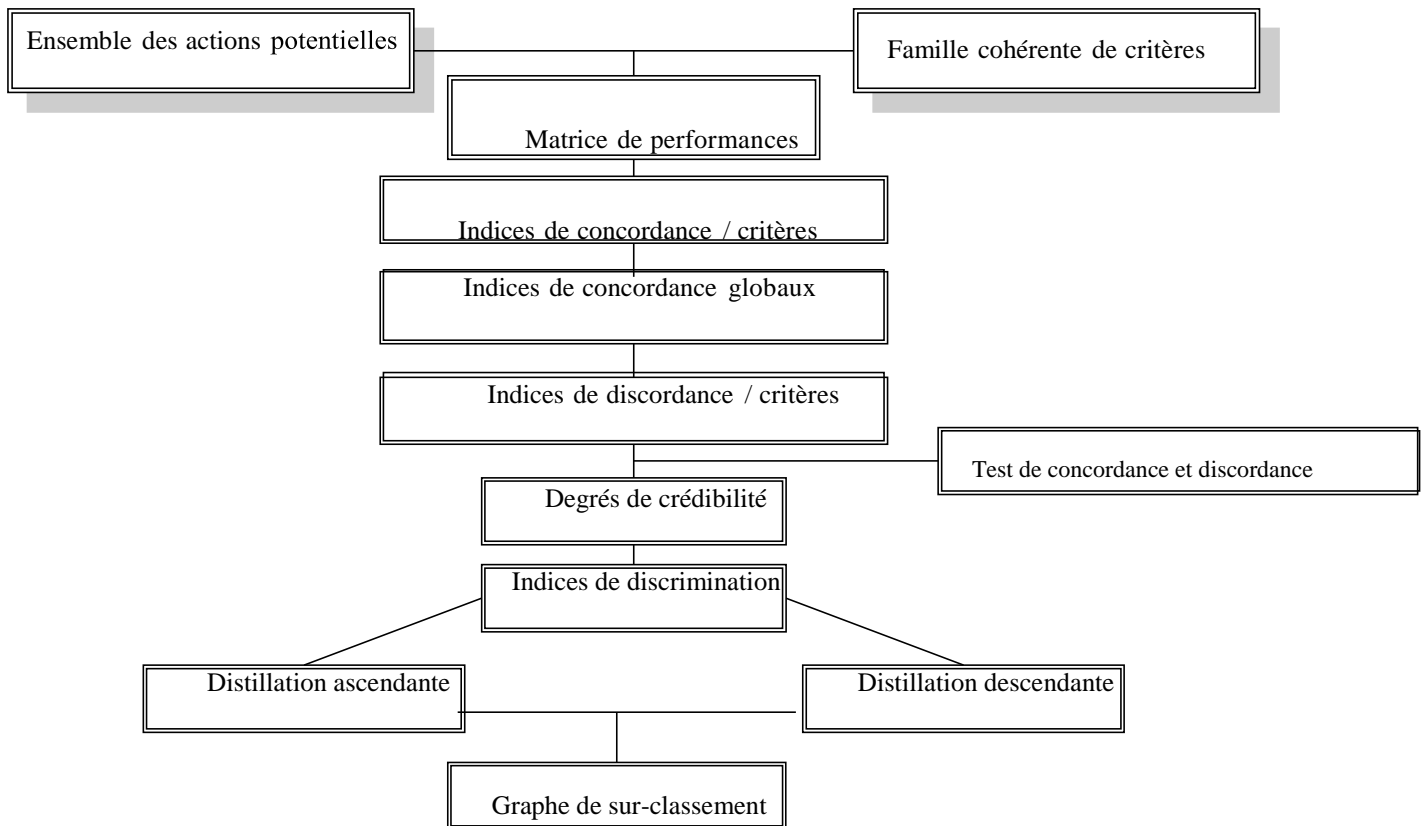 Ensemble des actions potentielles
Famille cohérente de critères
Matrice de performances
Indices de concordance / critères
Indices de concordance globaux
Indices de discordance / critères
Test de concordance et discordance
Degrés de crédibilité
Indices de discrimination
Distillation ascendante
Distillation descendante
Graphe de sur-classement